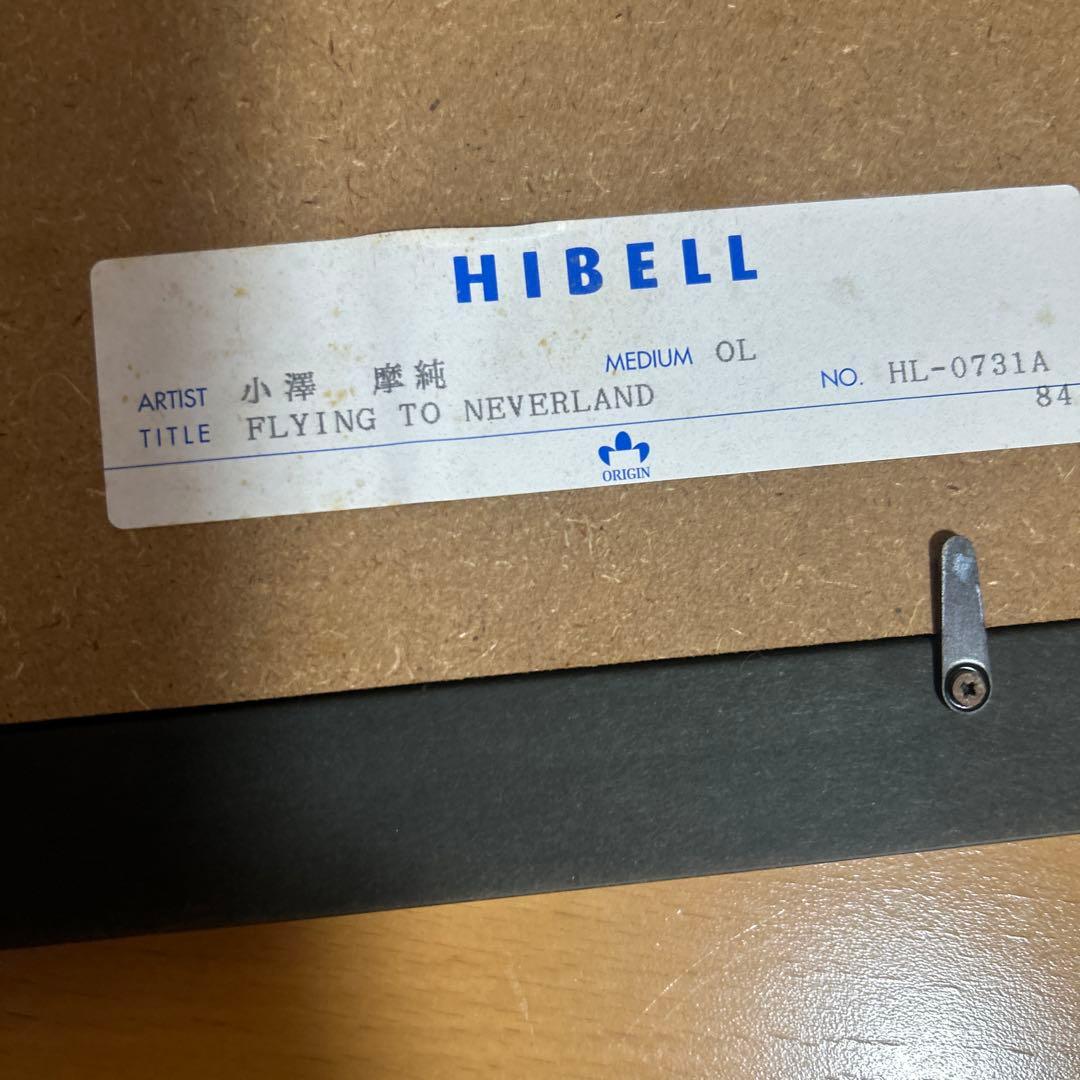 HIBELL
ARTIST 小澤 摩純 MEDIUM OL
TITLE FLYING TO NEVERLAND NO. HL-0731A
84
ORIGIN